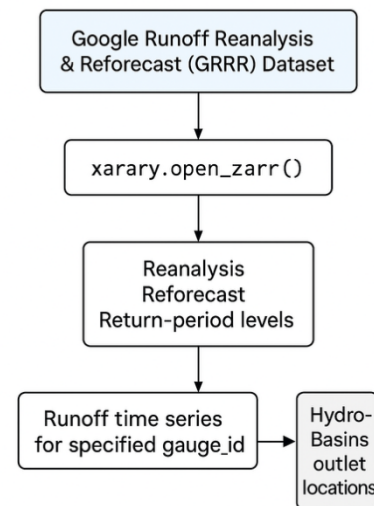 Google Runoff Reanalysis
& Reforecast (GRRR) Dataset
xarary.open_zarr()
Reanalysis
Reforecast
Return-period levels
Runoff time series
for specified gauge_id
Hydro-
Basins
outlet
locations